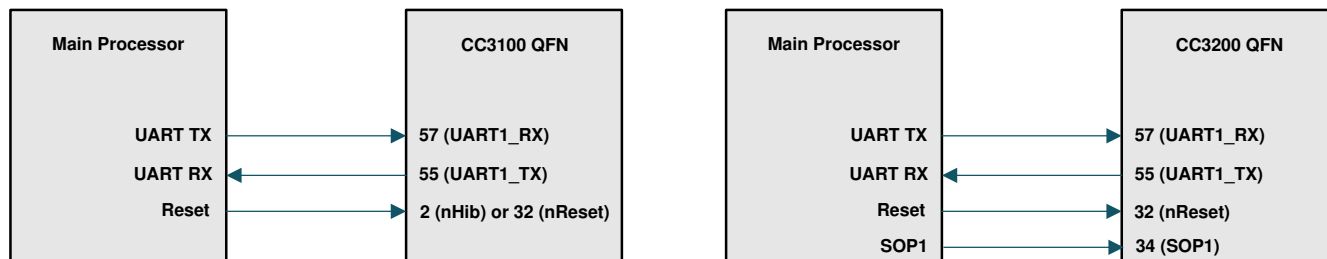 Main Processor
CC3100 QFN
UART TX
57 (UART1_RX)
UART RX
55 (UART1_TX)
Reset
2 (nHib) or 32 (nReset)
Main Processor
CC3200 QFN
UART TX
57 (UART1_RX)
UART RX
55 (UART1_TX)
Reset
32 (nReset)
SOP1
34 (SOP1)